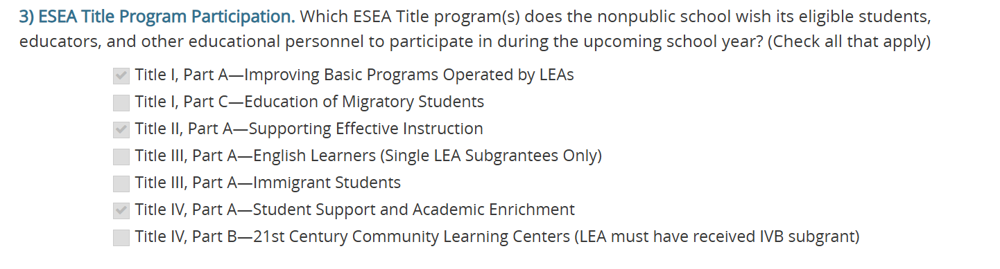 3) ESEA Title Program Participation. Which ESEA Title program(s) does the nonpublic school wish its eligible students,
educators, and other educational personnel to participate in during the upcoming school year? (Check all that apply)
Title I, Part A—Improving Basic Programs Operated by LEAs
Title I, Part C—Education of Migratory Students
Title II, Part A—Supporting Effective Instruction
Title III, Part A—English Learners (Single LEA Subgrantees Only)
Title III, Part A—Immigrant Students
Title IV, Part A—Student Support and Academic Enrichment
Title IV, Part B—21st Century Community Learning Centers (LEA must have received IVB subgrant)